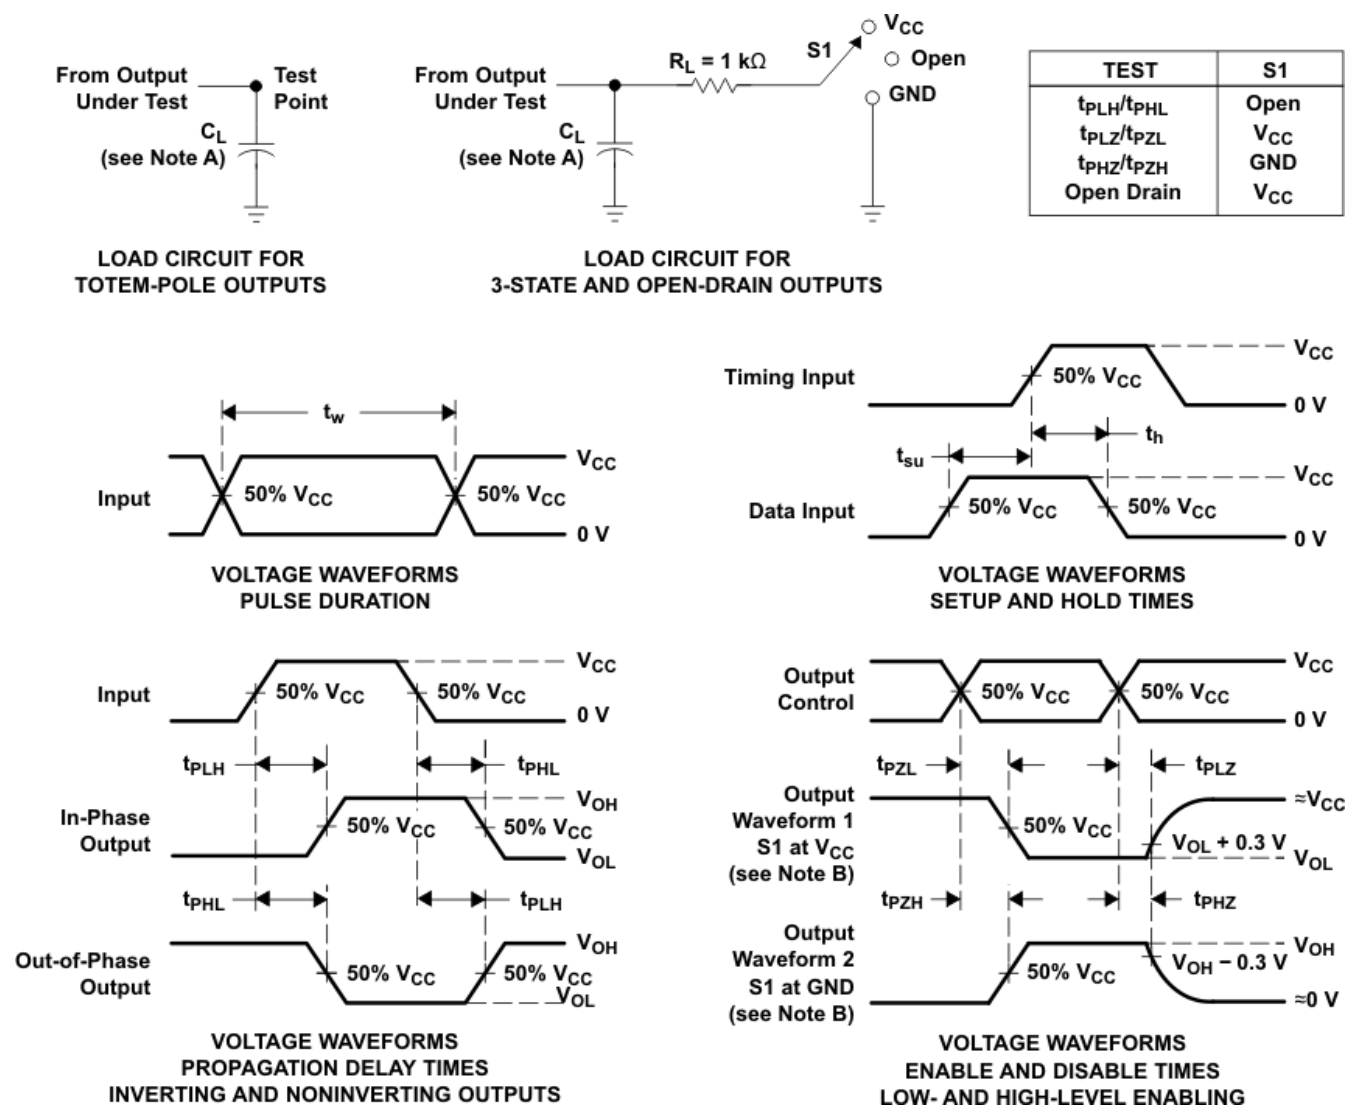 From Output
Under Test
Test
Point
CL
(see Note A)
LOAD CIRCUIT FOR
TOTEM-POLE OUTPUTS
From Output
Under Test
RL = 1 kΩ
S1
VCC
Open
GND
CL
(see Note A)
LOAD CIRCUIT FOR
3-STATE AND OPEN-DRAIN OUTPUTS
TEST S1
tPLH/tPHL Open
tPLZ/tPZL VCC
tPHZ/tPZH GND
Open Drain VCC
tw
Input
VCC
50% VCC
50% VCC
0 V
VOLTAGE WAVEFORMS
PULSE DURATION
Timing Input
VCC
50% VCC
0 V
th
tsu
Data Input
VCC
50% VCC
50% VCC
0 V
VOLTAGE WAVEFORMS
SETUP AND HOLD TIMES
Input
VCC
50% VCC
50% VCC
0 V
tPLH
tPHL
In-Phase
Output
VOH
50% VCC
50% VCC
VOL
tPHL
tPLH
Out-of-Phase
Output
VOH
50% VCC
50% VCC
VOL
VOLTAGE WAVEFORMS
PROPAGATION DELAY TIMES
INVERTING AND NONINVERTING OUTPUTS
Output
Control
VCC
50% VCC
50% VCC
0 V
tPZL
tPLZ
Output
Waveform 1
S1 at VCC
(see Note B)
≈VCC
50% VCC
VOL + 0.3 V
VOL
tPZH
tPHZ
Output
Waveform 2
S1 at GND
(see Note B)
VOH
50% VCC
VOH − 0.3 V
≈0 V
VOLTAGE WAVEFORMS
ENABLE AND DISABLE TIMES
LOW- AND HIGH-LEVEL ENABLING